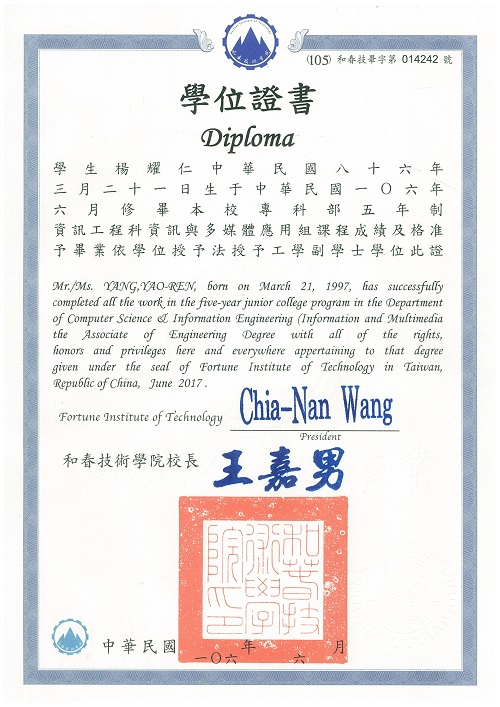 (105) 和春技畢字第 014242 號
學位證書
Diploma
學生楊耀仁中華民國八十六年
三月二十一日生于中華民國一〇六年
六月修畢本校專科部五年制
資訊工程科資訊與多媒體應用組課程成績及格准
予畢業依學位授予法授予工學副學士學位此證
Mr./Ms. YANG,YAO-REN, born on March 21, 1997, has successfully
completed all the work in the five-year junior college program in the Department
of Computer Science & Information Engineering (Information and Multimedia
the Associate of Engineering Degree with all of the rights,
honors and privileges here and everywhere appertaining to that degree
given under the seal of Fortune Institute of Technology in Taiwan,
Republic of China, June 2017 .
Fortune Institute of Technology Chia-Nan Wang
President
和春技術學院校長 王嘉男
和春技術學院印
中華民國一〇六年六月